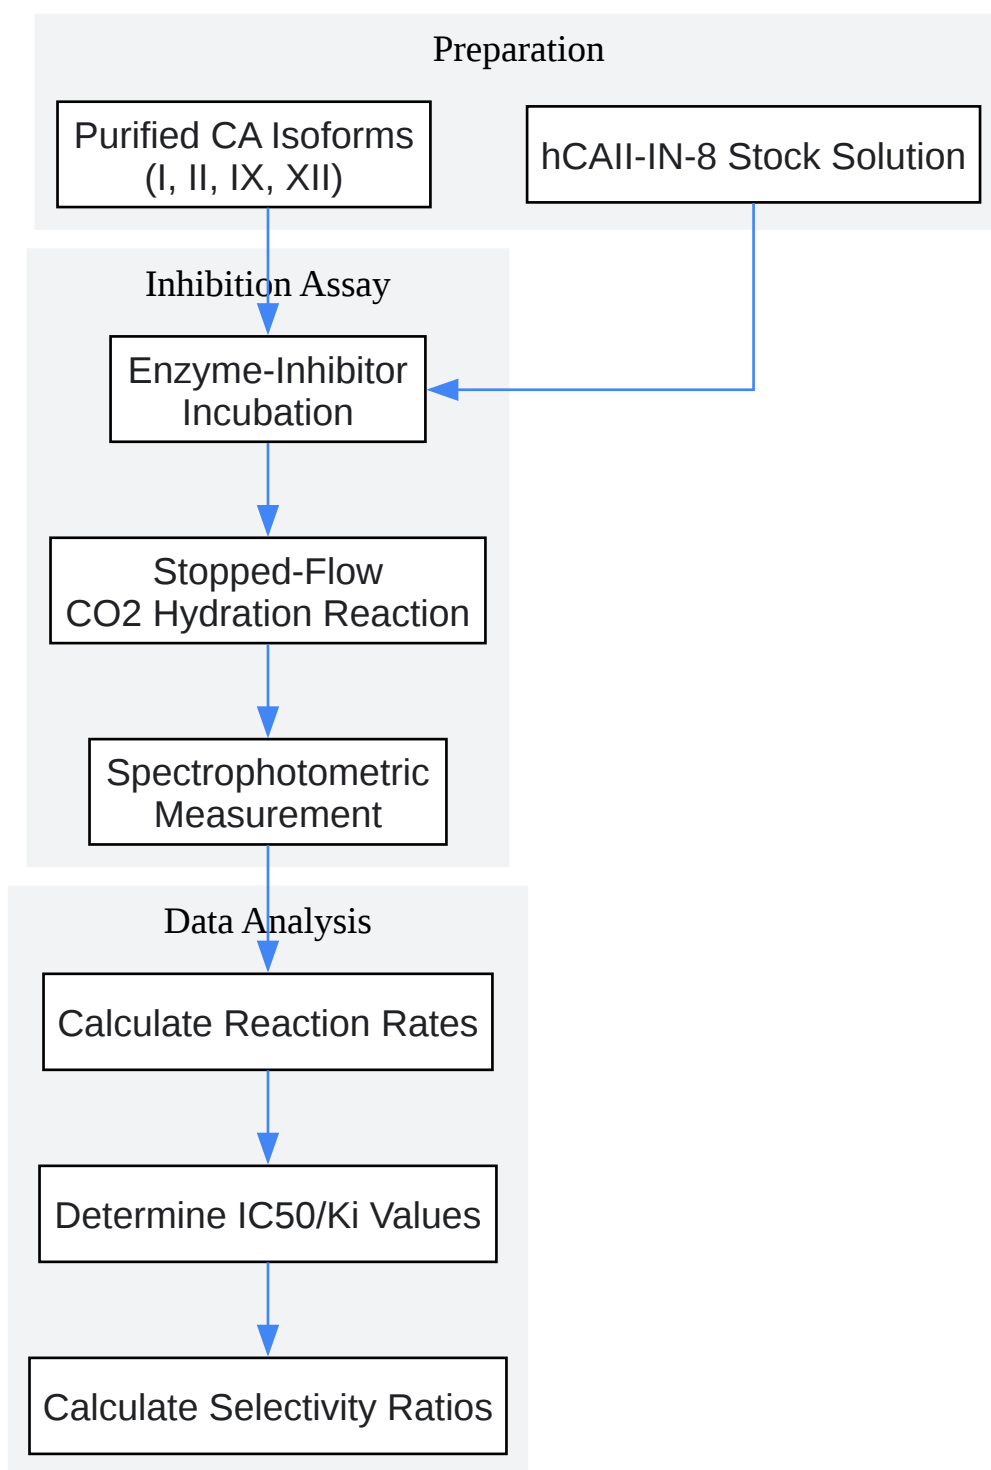 Preparation
Purified CA Isoforms
(I, II, IX, XII)
hCAII-IN-8 Stock Solution
Inhibition Assay
Enzyme-Inhibitor
Incubation
Stopped-Flow
CO2 Hydration Reaction
Spectrophotometric
Measurement
Data Analysis
Calculate Reaction Rates
Determine IC50/Ki Values
Calculate Selectivity Ratios